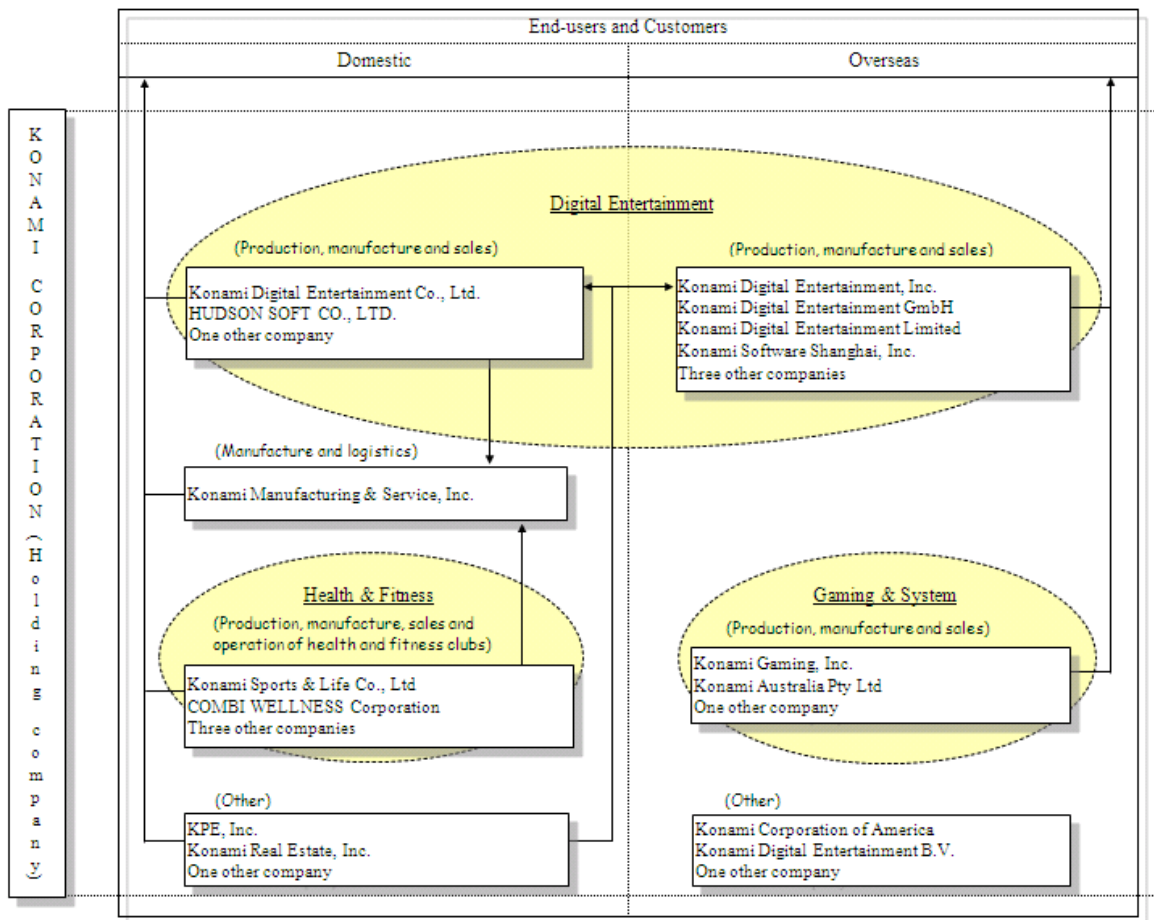 End-users and Customers
Domestic
Overseas
KONAMI CORPORATION (Holding company)
Digital Entertainment
(Production, manufacture and sales)
Konami Digital Entertainment Co., Ltd.
HUDSON SOFT CO., LTD.
One other company
(Production, manufacture and sales)
Konami Digital Entertainment, Inc.
Konami Digital Entertainment GmbH
Konami Digital Entertainment Limited
Konami Software Shanghai, Inc.
Three other companies
(Manufacture and logistics)
Konami Manufacturing & Service, Inc.
Health & Fitness
(Production, manufacture, sales and
operation of health and fitness clubs)
Konami Sports & Life Co., Ltd
COMBI WELLNESS Corporation
Three other companies
Gaming & System
(Production, manufacture and sales)
Konami Gaming, Inc.
Konami Australia Pty Ltd
One other company
(Other)
KPE, Inc.
Konami Real Estate, Inc.
One other company
(Other)
Konami Corporation of America
Konami Digital Entertainment B.V.
One other company